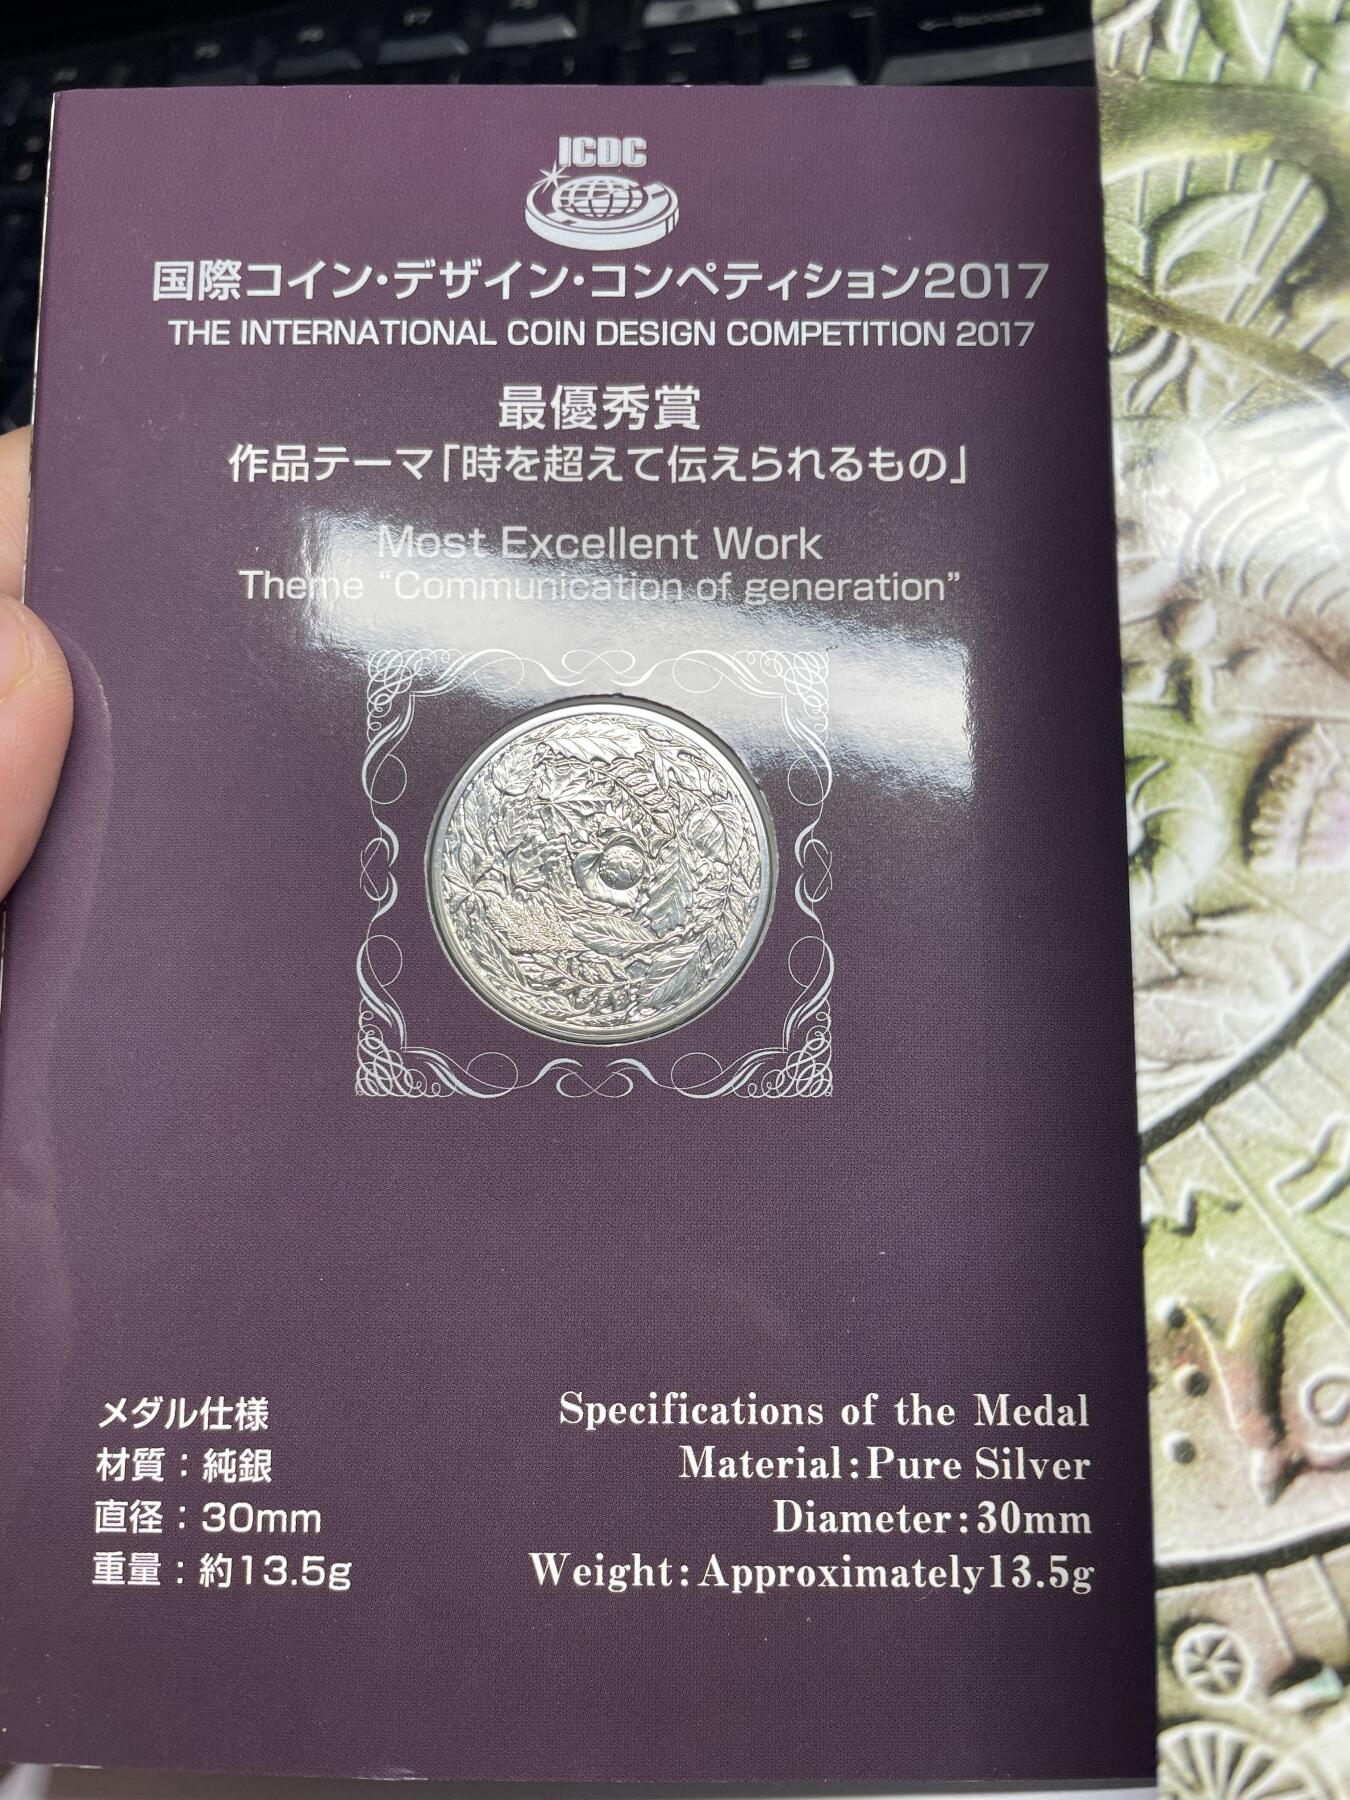 F7
Backspace
ICDC
国際コイン・デザイン・コンペティション2017
THE INTERNATIONAL COIN DESIGN COMPETITION 2017
最優秀賞
作品テーマ「時を超えて伝えられるもの」
Most Excellent Work
Theme “Communication of generation”
メダル仕様
材質：純銀
直径：30mm
重量：約13.5g
Specifications of the Medal
Material:Pure Silver
Diameter:30mm
Weight:Approximately13.5g